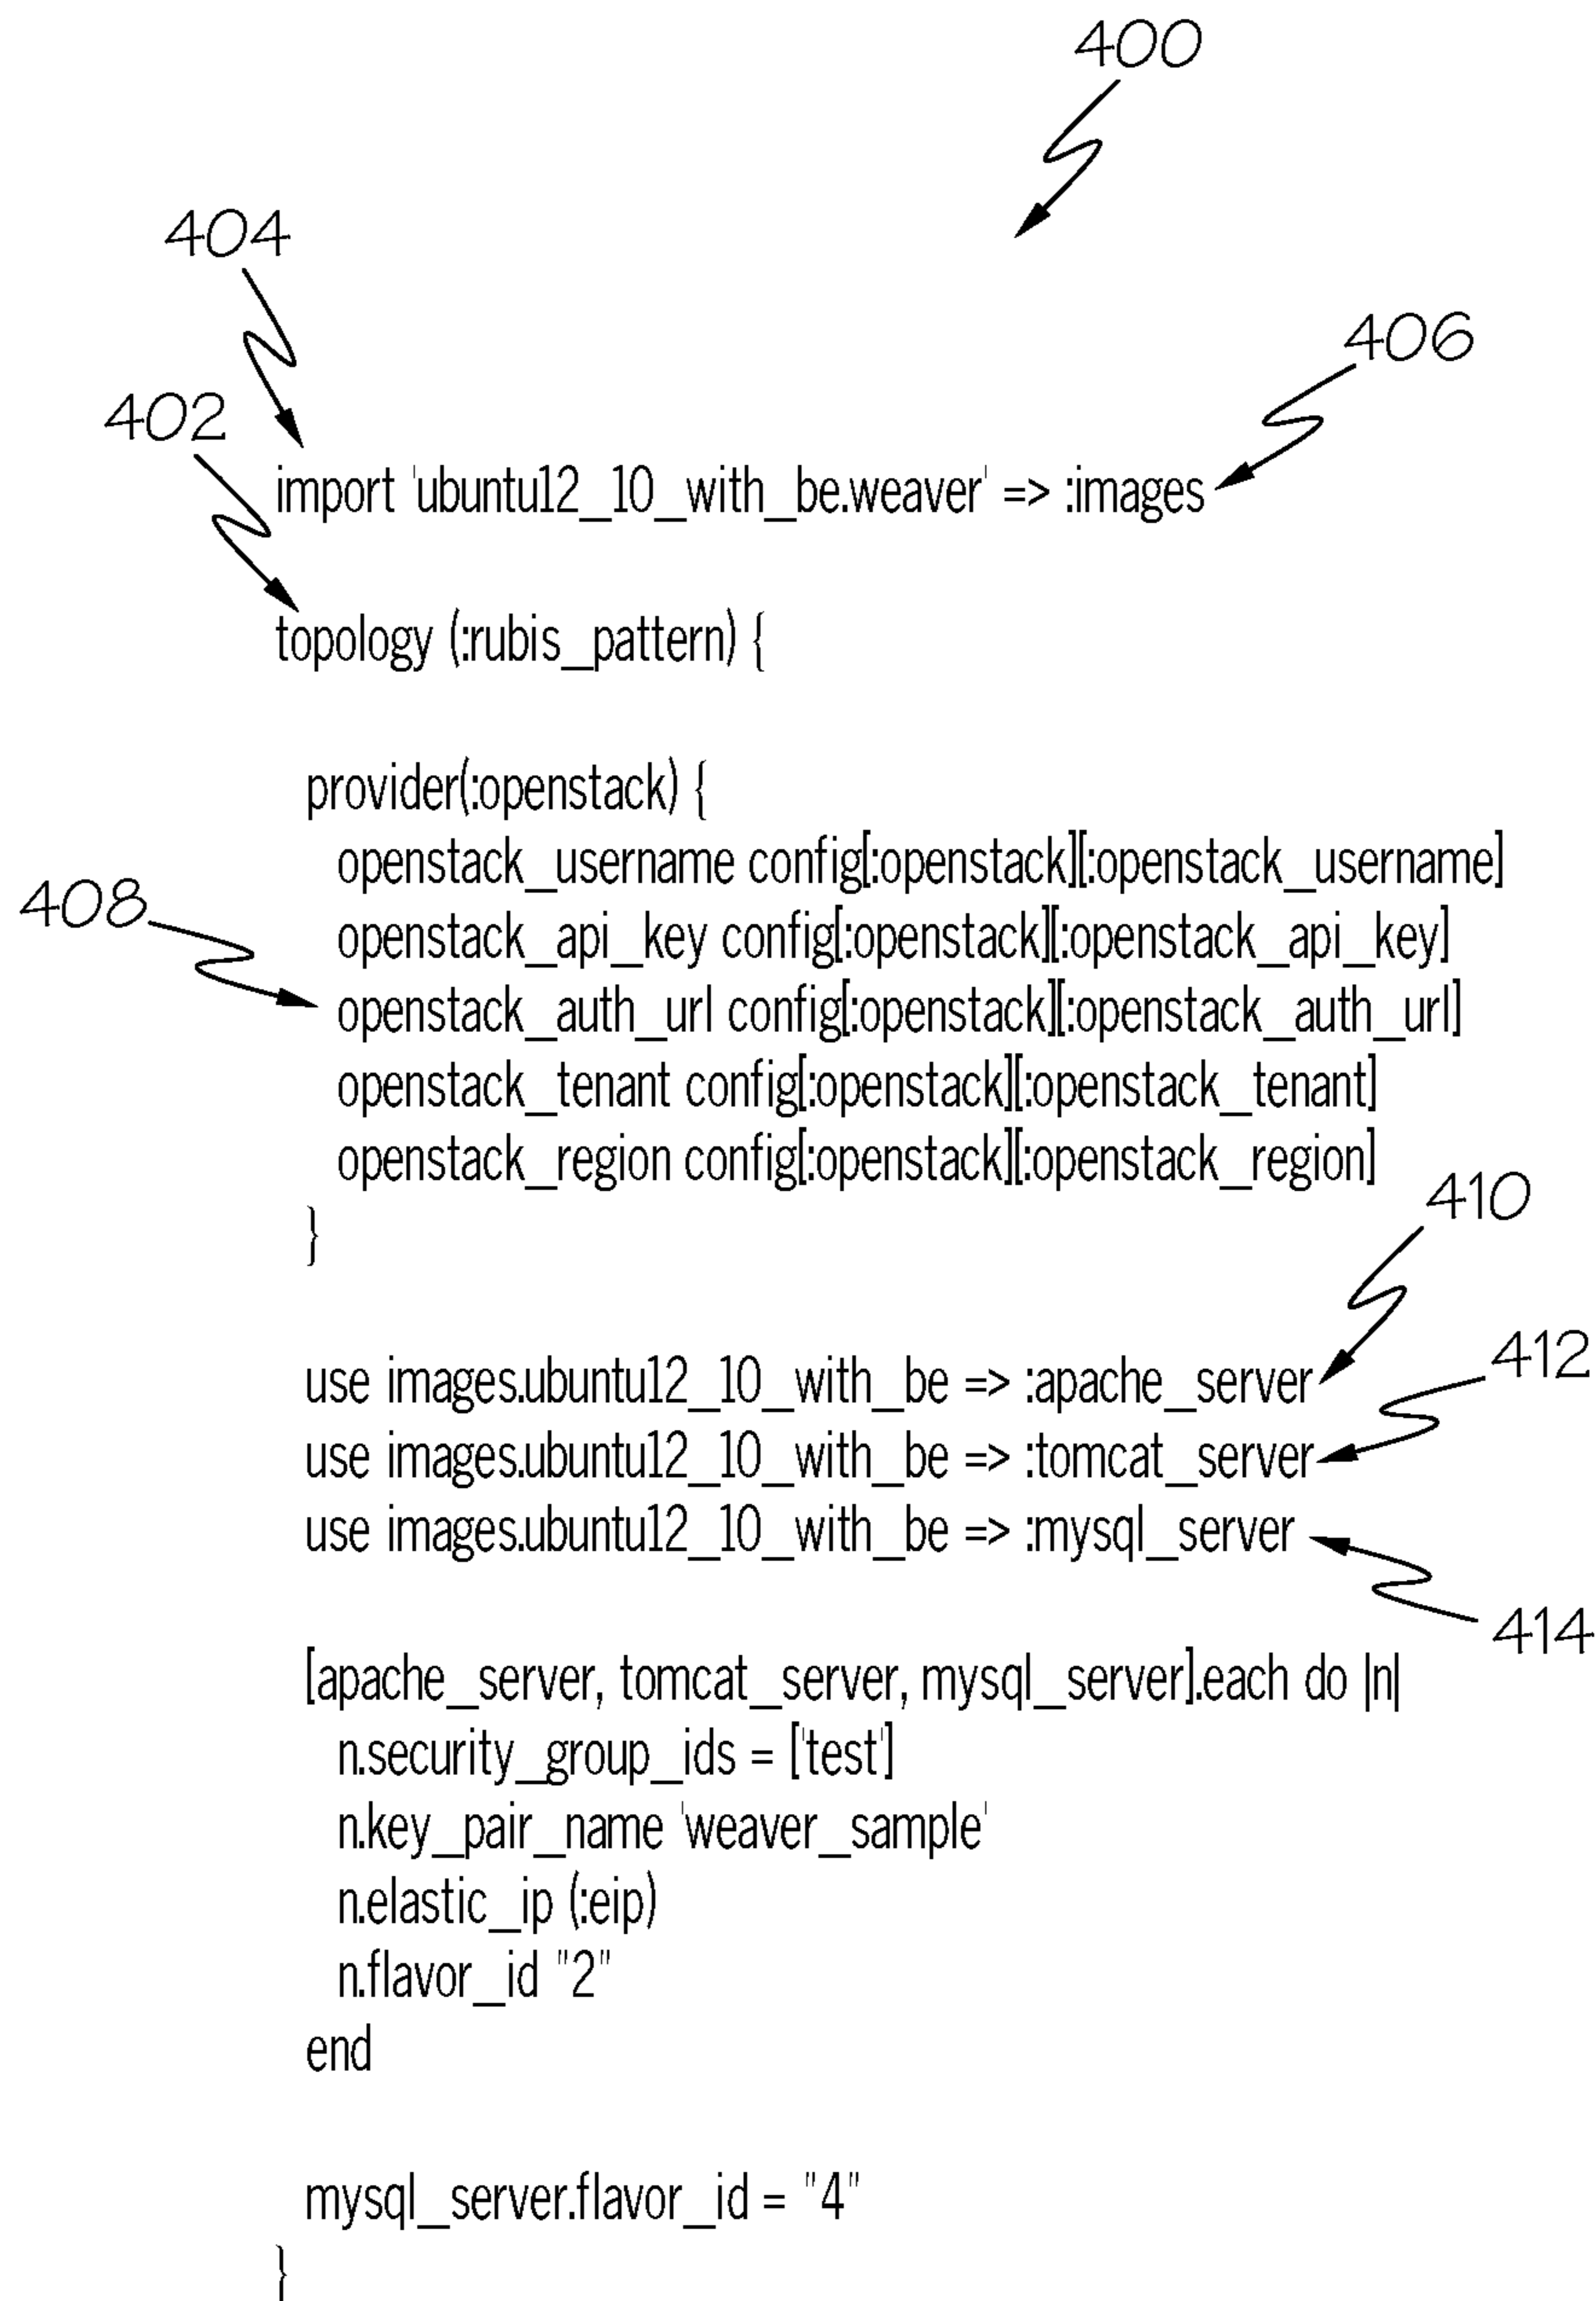 400
404
406
402
import 'ubuntu12_10_with_be.weaver' => :images
topology (:rubis_pattern) {
provider(:openstack) {
openstack_username config[:openstack][:openstack_username]
408
openstack_api_key config[:openstack][:openstack_api_key]
openstack_auth_url config[:openstack][:openstack_auth_url]
openstack_tenant config[:openstack][:openstack_tenant]
openstack_region config[:openstack][:openstack_region]
410
}
412
use images.ubuntu12_10_with_be => :apache_server
use images.ubuntu12_10_with_be => :tomcat_server
use images.ubuntu12_10_with_be => :mysql_server
414
[apache_server, tomcat_server, mysql_server].each do |n|
n.security_group_ids = ['test']
n.key_pair_name 'weaver_sample'
n.elastic_ip (:eip)
n.flavor_id "2"
end
mysql_server.flavor_id = "4"
}